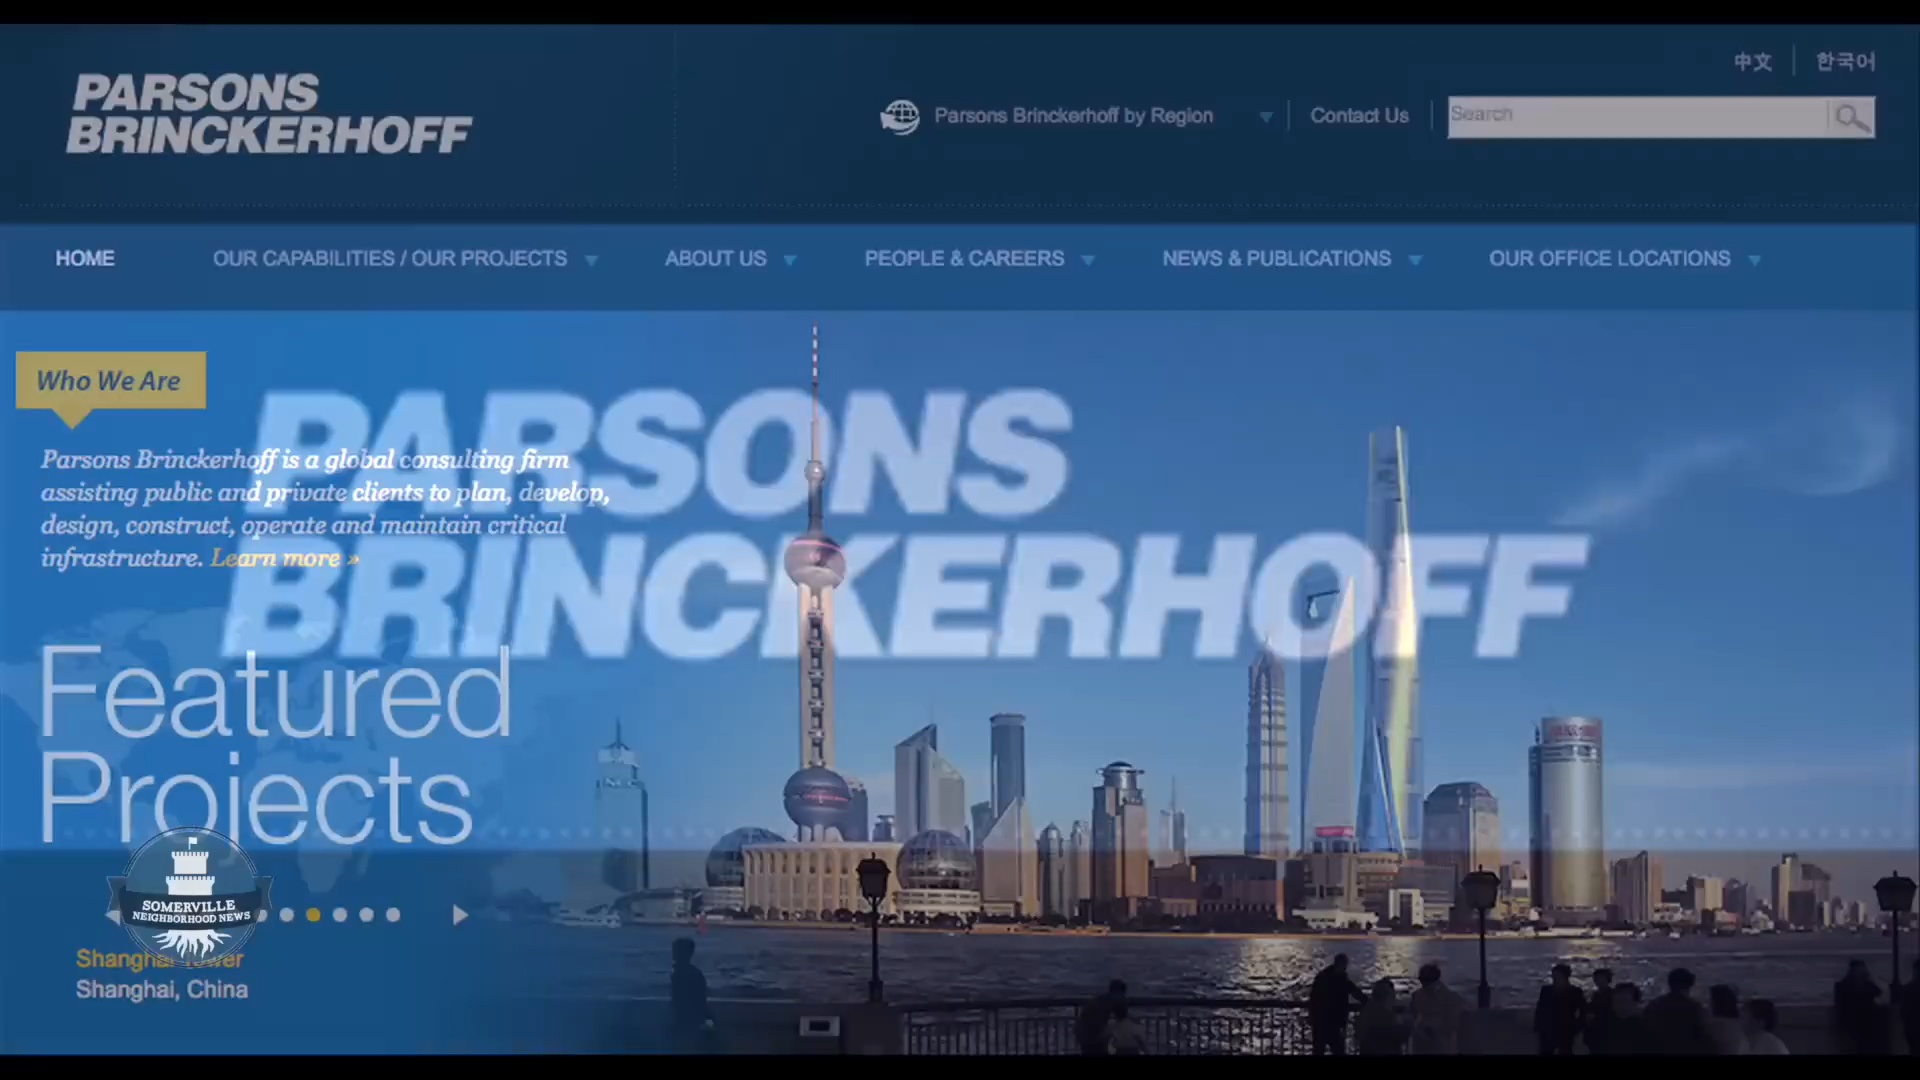 中文 한국어
PARSONS
BRINCKERHOFF
Parsons Brinckerhoff by Region
Contact Us
Search
HOME
OUR CAPABILITIES / OUR PROJECTS
ABOUT US
PEOPLE & CAREERS
NEWS & PUBLICATIONS
OUR OFFICE LOCATIONS
Who We Are
Parsons Brinckerhoff is a global consulting firm
assisting public and private clients to plan, develop,
design, construct, operate and maintain critical
infrastructure. Learn more »
PARSONS
BRINCKERHOFF
Featured
Projects
SOMERVILLE
NEIGHBORHOOD NEWS
Shanghai Tower
Shanghai, China